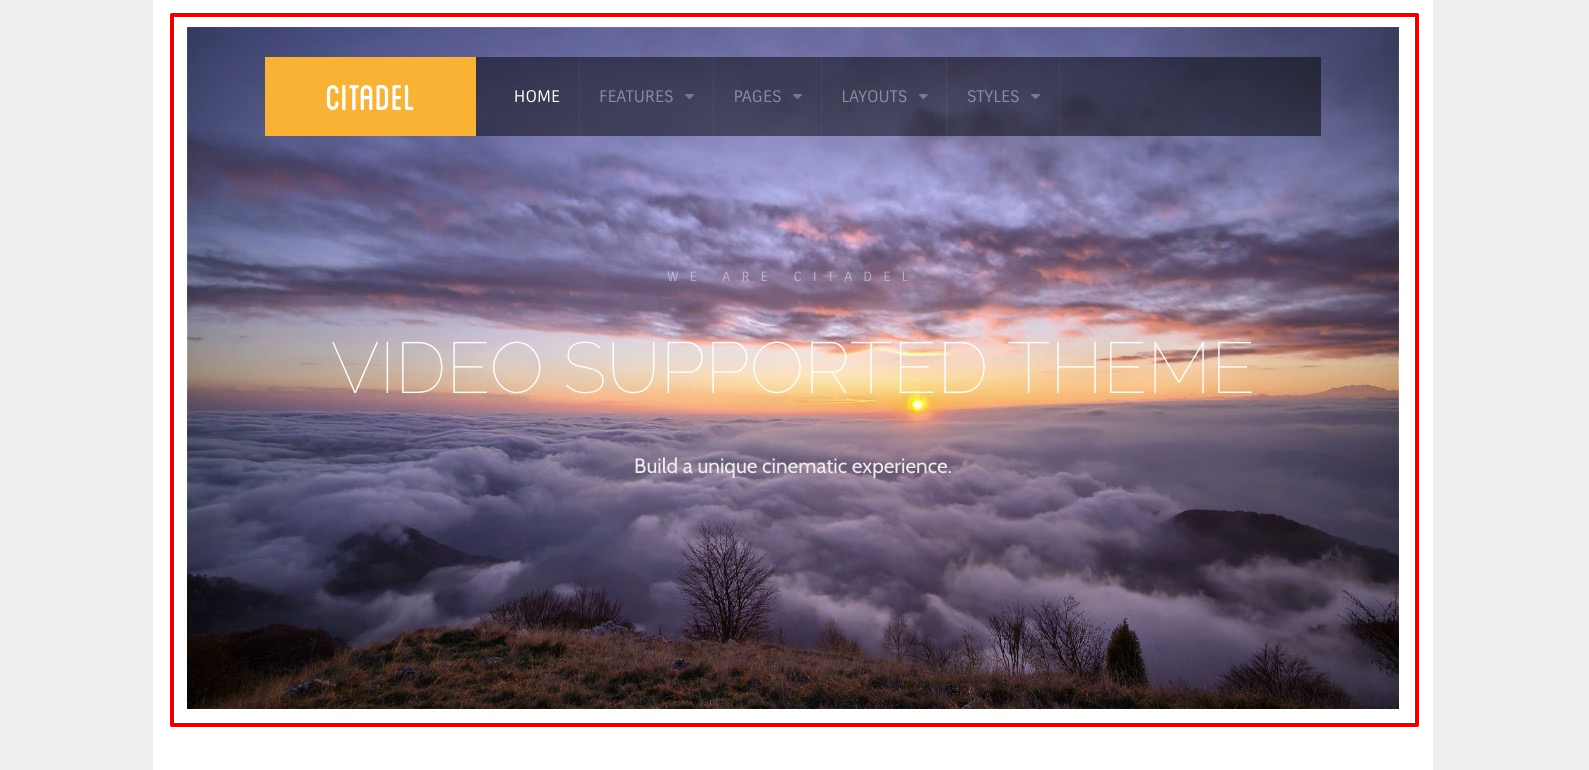 CITADEL
HOME FEATURES PAGES LAYOUTS STYLES
WE ARE CITADEL
VIDEO SUPPORTED THEME
Build a unique cinematic experience.